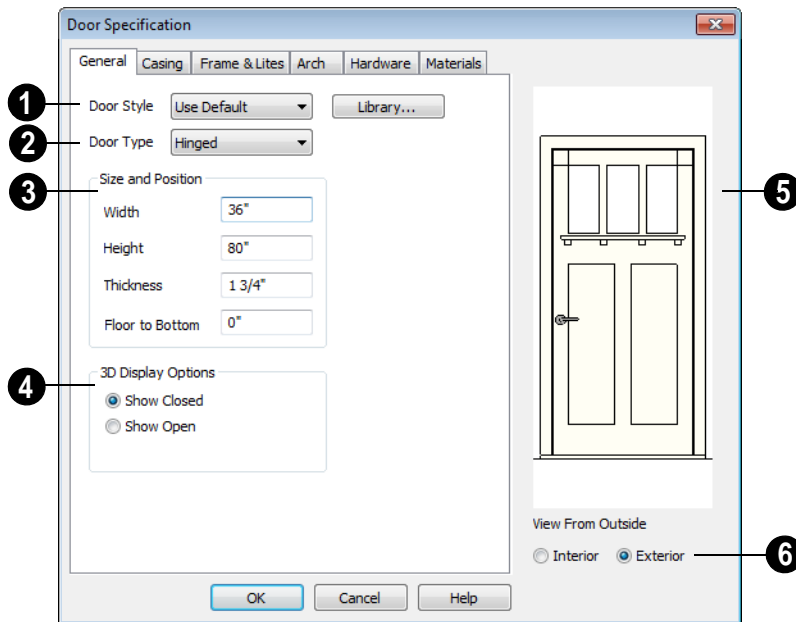 Door Specification
General Casing Frame & Lites Arch Hardware Materials
1 Door Style Use Default Library...
2 Door Type Hinged
3 Size and Position
Width 36"
Height 80"
Thickness 1 3/4"
Floor to Bottom 0"
4 3D Display Options
Show Closed
Show Open
5
View From Outside
Interior Exterior 6
OK Cancel Help